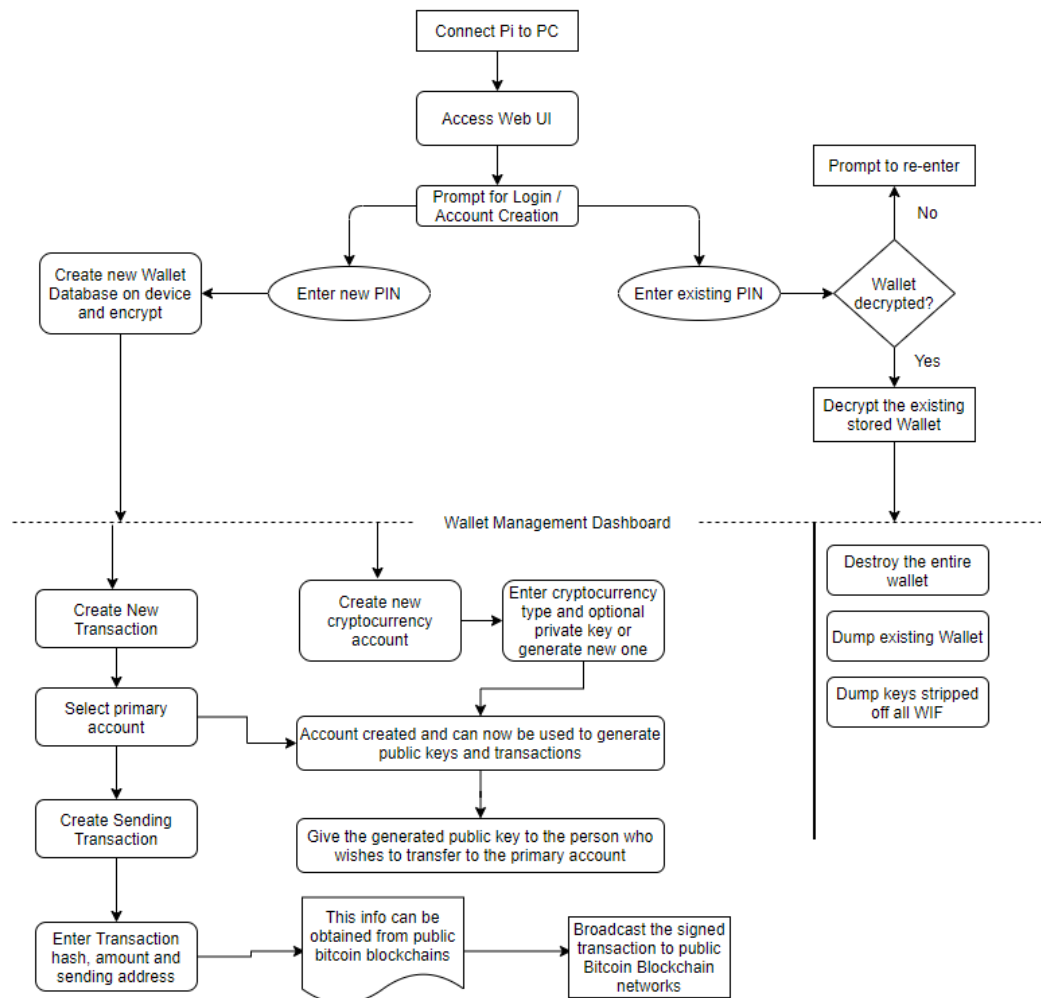 Connect Pi to PC
Access Web UI
Prompt to re-enter
Prompt for Login /
Account Creation
No
Create new Wallet
Database on device
and encrypt
Enter new PIN
Enter existing PIN
Wallet
decrypted?
Yes
Decrypt the existing
stored Wallet
Wallet Management Dashboard
Create New
Transaction
Create new
cryptocurrency
account
Enter cryptocurrency
type and optional
private key or
generate new one
Destroy the entire
wallet
Dump existing Wallet
Dump keys stripped
off all WIF
Select primary
account
Account created and can now be used to generate
public keys and transactions
Create Sending
Transaction
Give the generated public key to the person who
wishes to transfer to the primary account
Enter Transaction
hash, amount and
sending address
This info can be
obtained from public
bitcoin blockchains
Broadcast the signed
transaction to public
Bitcoin Blockchain
networks